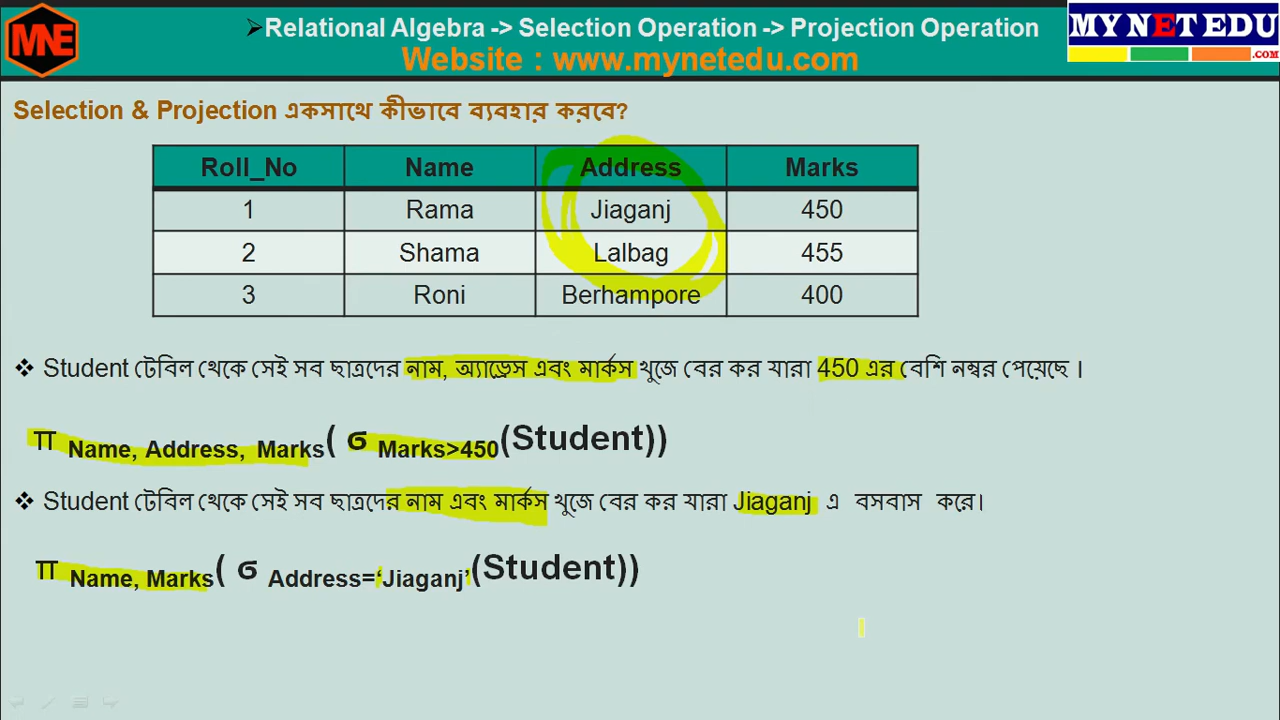 MNE
➢Relational Algebra -> Selection Operation -> Projection Operation
Website : www.mynetedu.com
MY NET EDU
.COM
Selection & Projection একসাথে কীভাবে ব্যবহার করবে?
Roll_No Name Address Marks
1 Rama Jiaganj 450
2 Shama Lalbag 455
3 Roni Berhampore 400
❖ Student টেবিল থেকে সেই সব ছাত্রদের নাম, অ্যাড্রেস এবং মার্কস খুজে বের কর যারা 450 এর বেশি নম্বর পেয়েছে ।
π Name, Address, Marks( σ Marks>450(Student))
❖ Student টেবিল থেকে সেই সব ছাত্রদের নাম এবং মার্কস খুজে বের কর যারা Jiaganj এ বসবাস করে।
π Name, Marks( σ Address=‘Jiaganj’(Student))